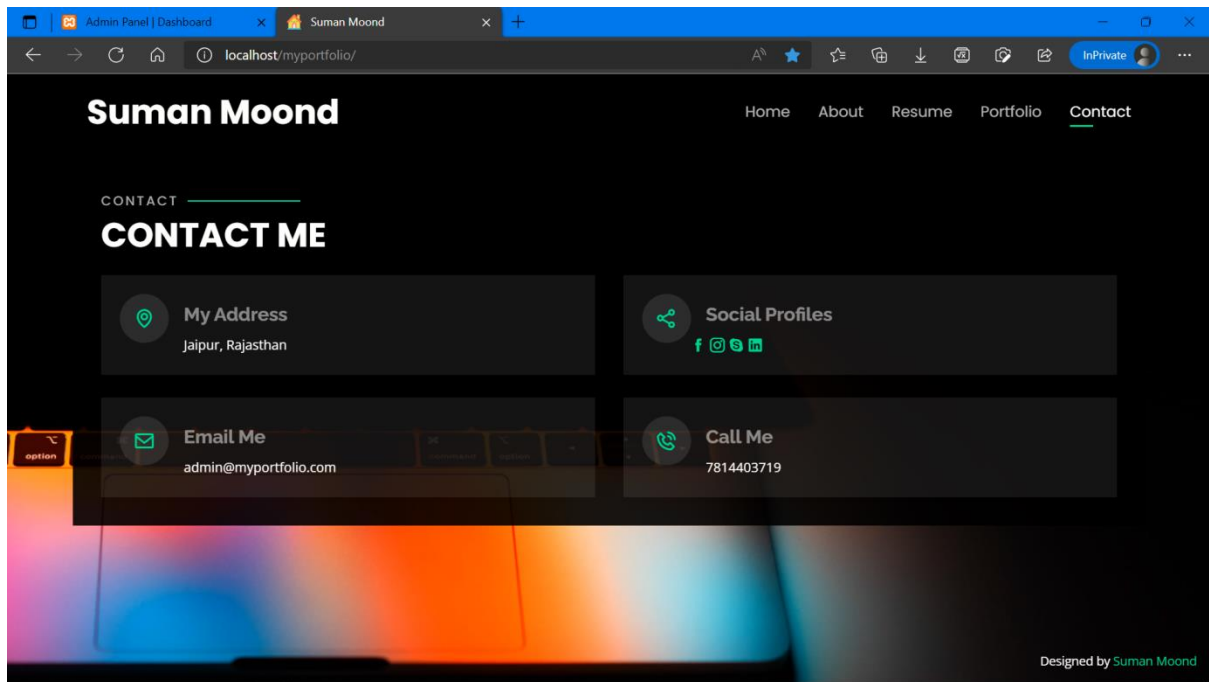 Admin Panel | Dashboard
Suman Moond
localhost/myportfolio/
InPrivate
Suman Moond
Home About Resume Portfolio Contact
CONTACT
CONTACT ME
My Address
Jaipur, Rajasthan
Social Profiles
Email Me
admin@myportfolio.com
Call Me
7814403719
option
Designed by Suman Moond